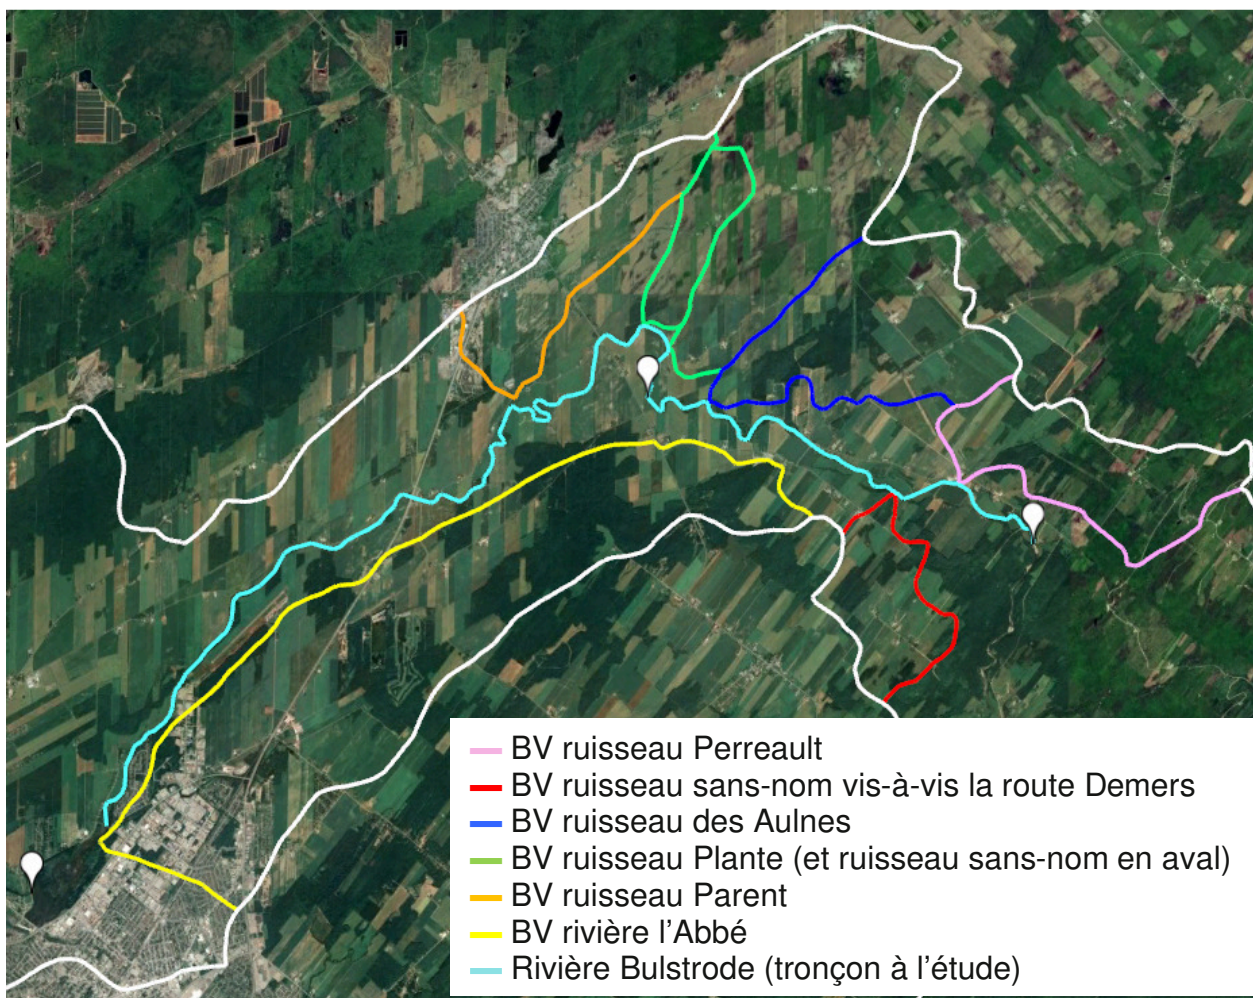 BV ruisseau Perreault
BV ruisseau sans-nom vis-à-vis la route Demers
BV ruisseau des Aulnes
BV ruisseau Plante (et ruisseau sans-nom en aval)
BV ruisseau Parent
BV rivière l'Abbé
Rivière Bulstrode (tronçon à l'étude)